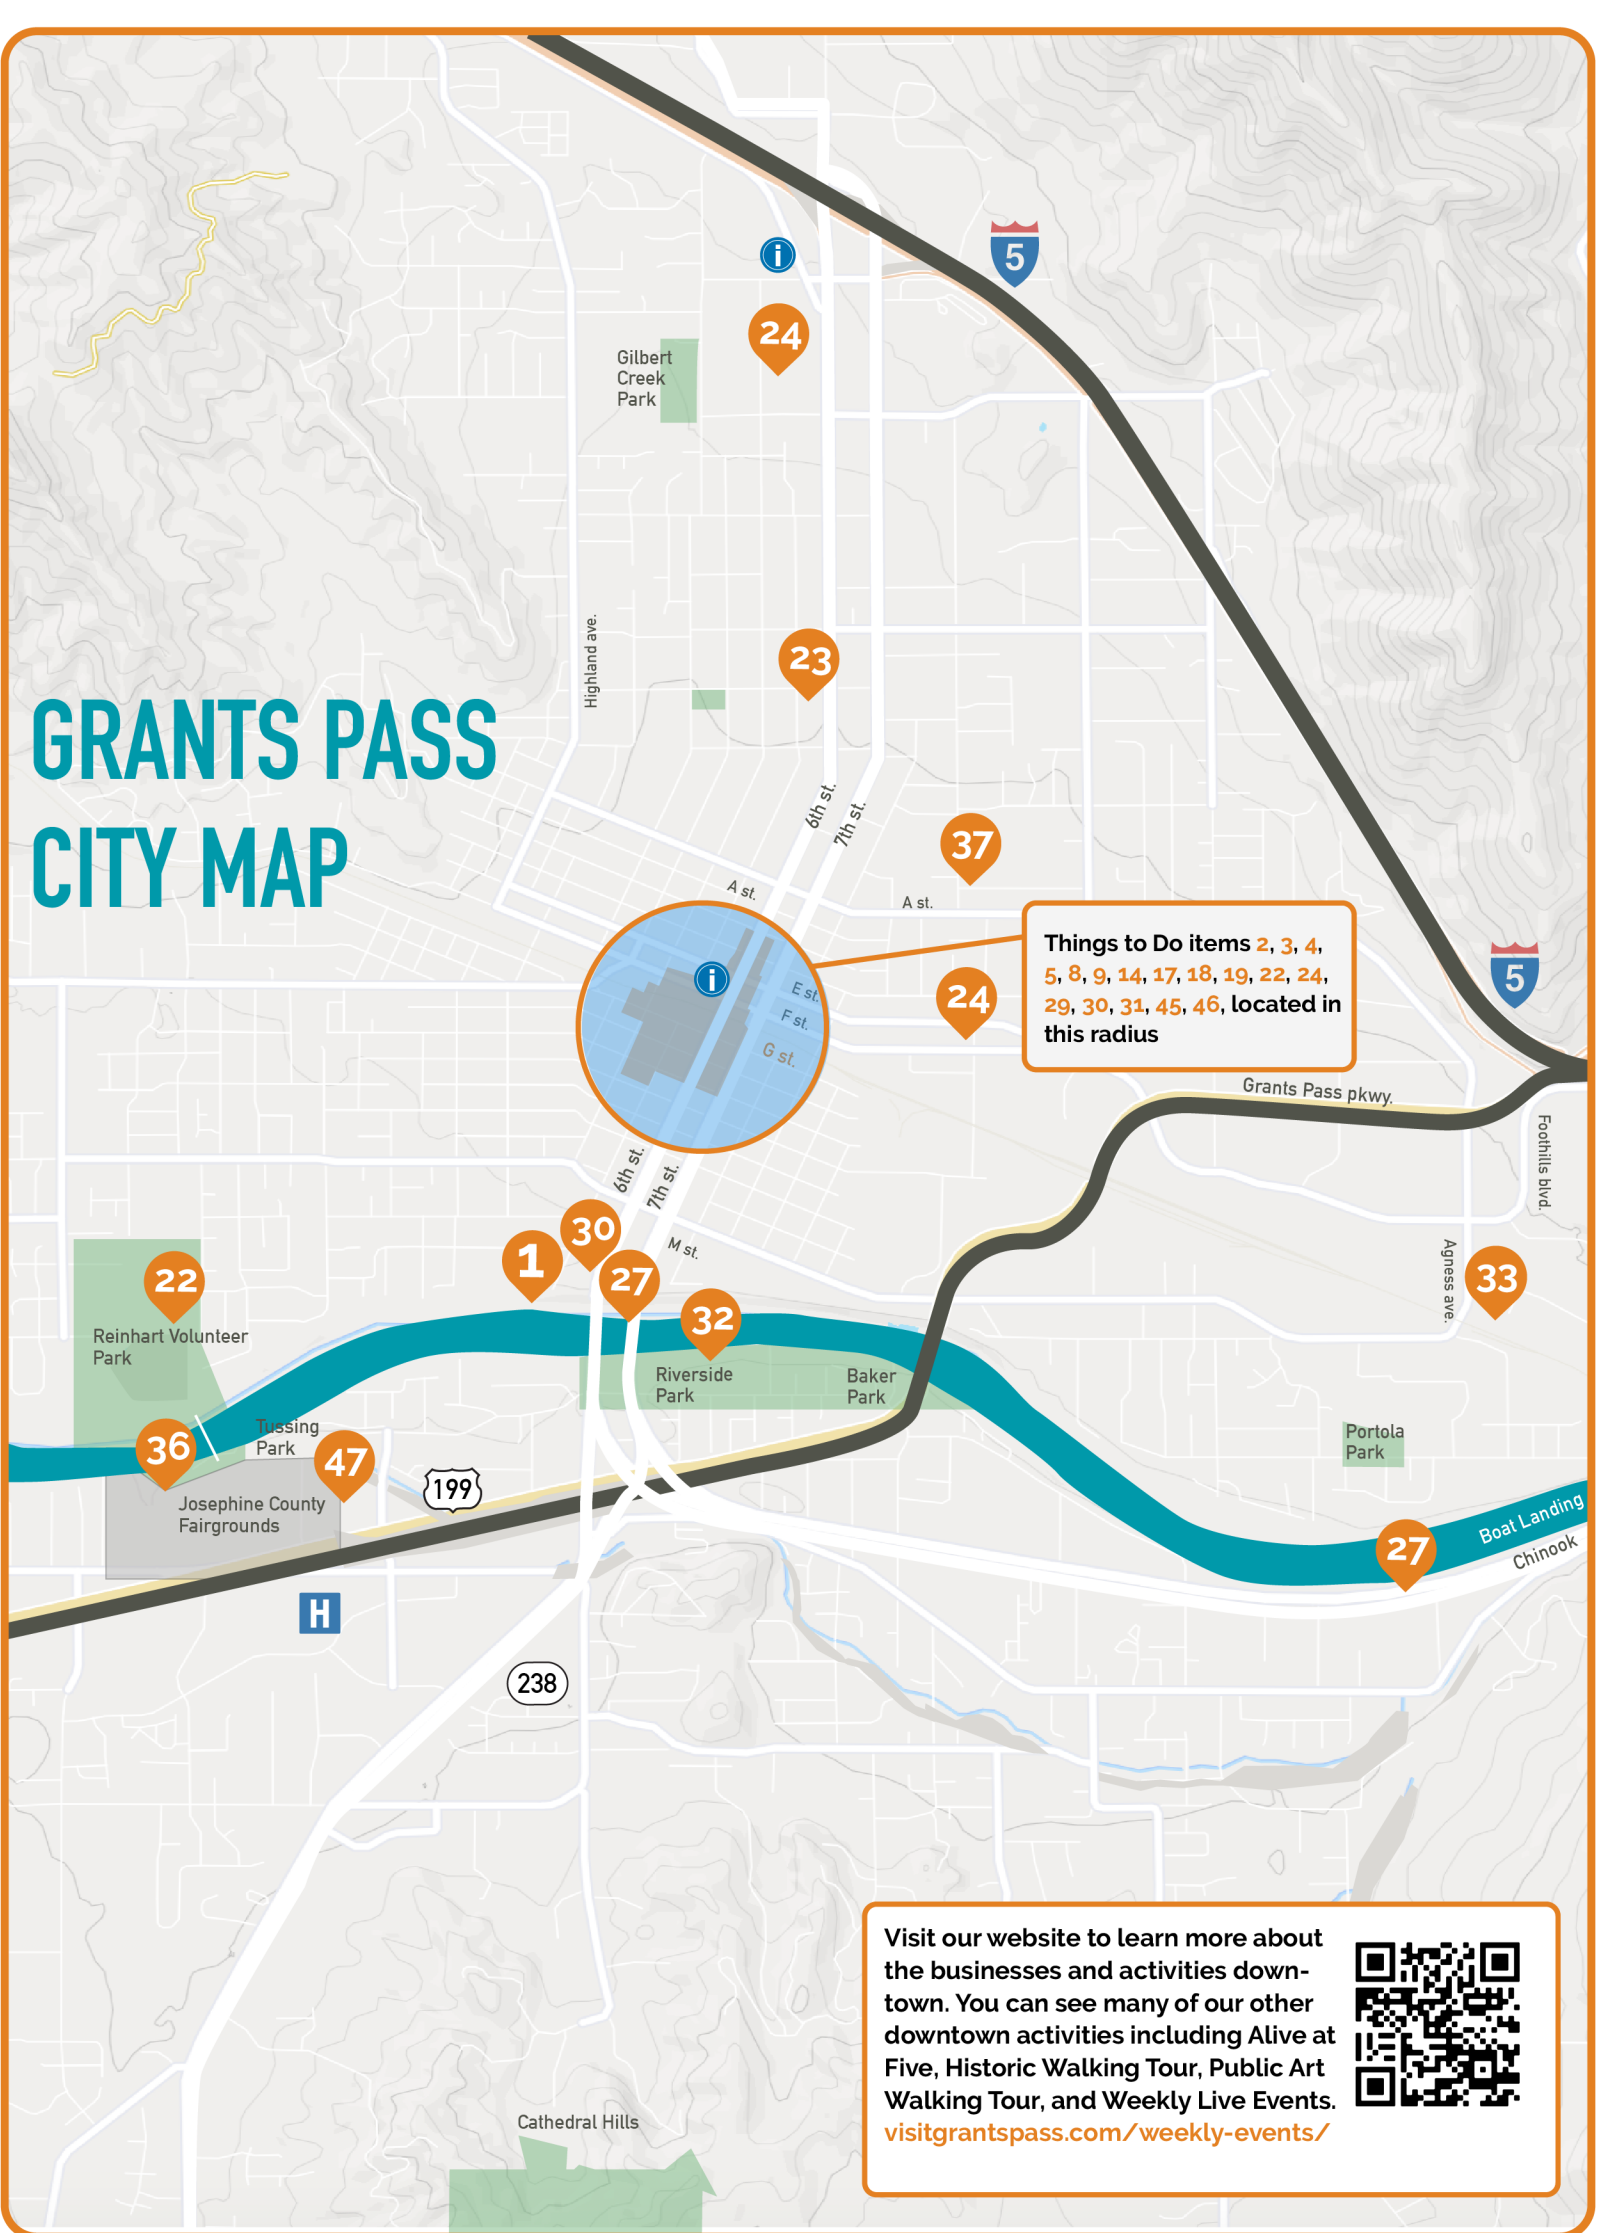 5
i
24
Gilbert
Creek
Park
Highland ave.
23
GRANTS PASS
CITY MAP
6th st.
7th st.
37
A st.
A st.
Things to Do items 2, 3, 4,
5, 8, 9, 14, 17, 18, 19, 22, 24,
29, 30, 31, 45, 46, located in
this radius
5
i
24
E st.
F st.
G st.
Grants Pass pkwy.
Foothills blvd.
6th st.
7th st.
30
1
27
M st.
Agness ave.
33
22
32
Reinhart Volunteer
Park
Riverside
Park
Baker
Park
Tussing
Park
36
47
Portola
Park
199
Josephine County
Fairgrounds
Boat Landing
Chinook
27
H
238
Visit our website to learn more about
the businesses and activities down-
town. You can see many of our other
downtown activities including Alive at
Five, Historic Walking Tour, Public Art
Walking Tour, and Weekly Live Events.
visitgrantspass.com/weekly-events/
Cathedral Hills